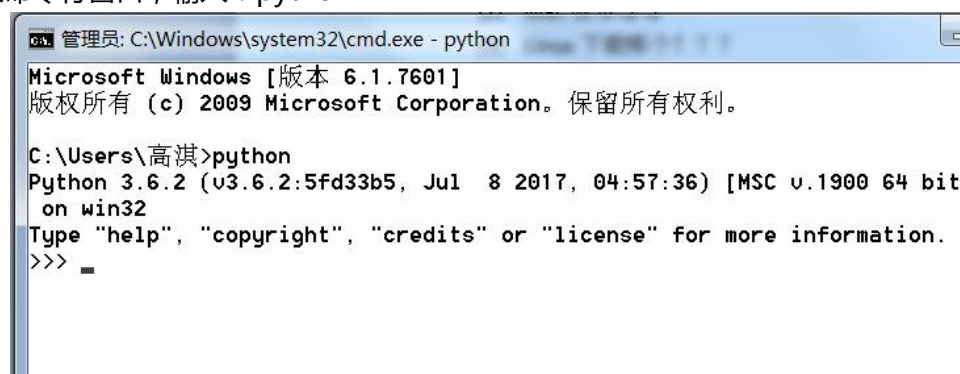 管理员: C:\Windows\system32\cmd.exe - python
Microsoft Windows [版本 6.1.7601]
版权所有 (c) 2009 Microsoft Corporation。保留所有权利。
C:\Users\高淇>python
Python 3.6.2 (v3.6.2:5fd33b5, Jul  8 2017, 04:57:36) [MSC v.1900 64 bit
 on win32
Type "help", "copyright", "credits" or "license" for more information.
>>> _